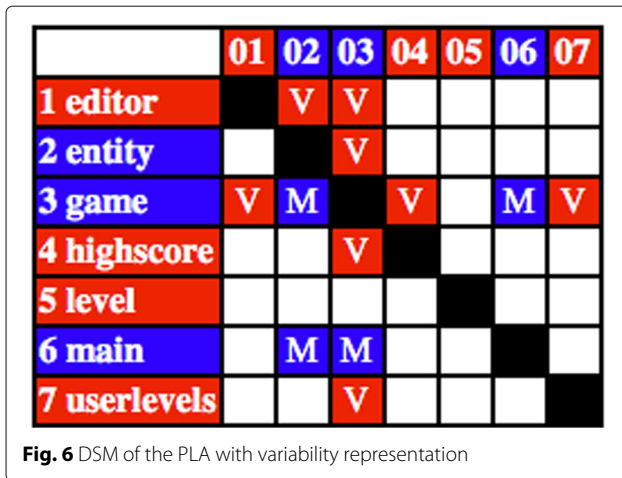 01 02 03 04 05 06 07
1 editor V V
2 entity V
3 game V M V M V
4 highscore V
5 level
6 main M M
7 userlevels V
Fig. 6 DSM of the PLA with variability representation